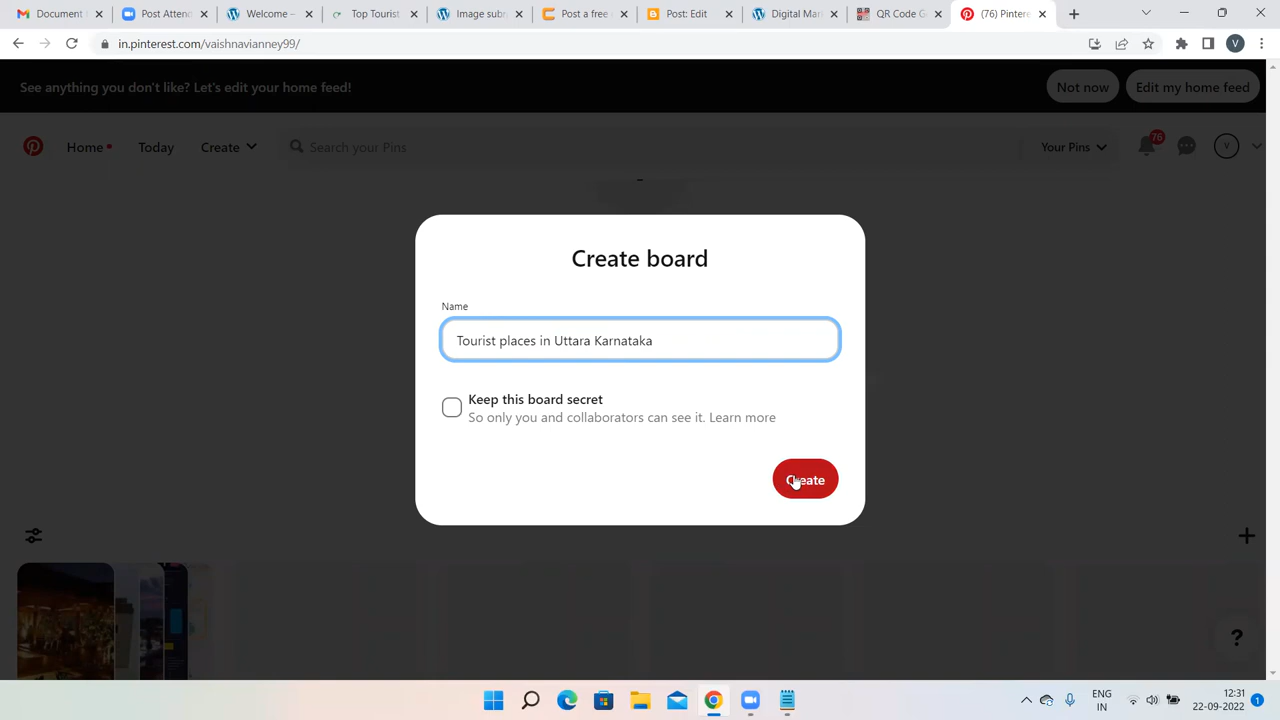 Document
Post Attend
Welcome –
Top Tourist
Image sub
Post a free
Post: Edit
Digital Mar
QR Code G
(76) Pintere
in.pinterest.com/vaishnavianney99/
V
See anything you don't like? Let's edit your home feed!
Not now
Edit my home feed
Home
Today
Create
Search your Pins
Your Pins
76
Y
Create board
Name
Tourist places in Uttara Karnataka
Keep this board secret
So only you and collaborators can see it. Learn more
Create
?
ENG
IN
12:31
22-09-2022
1